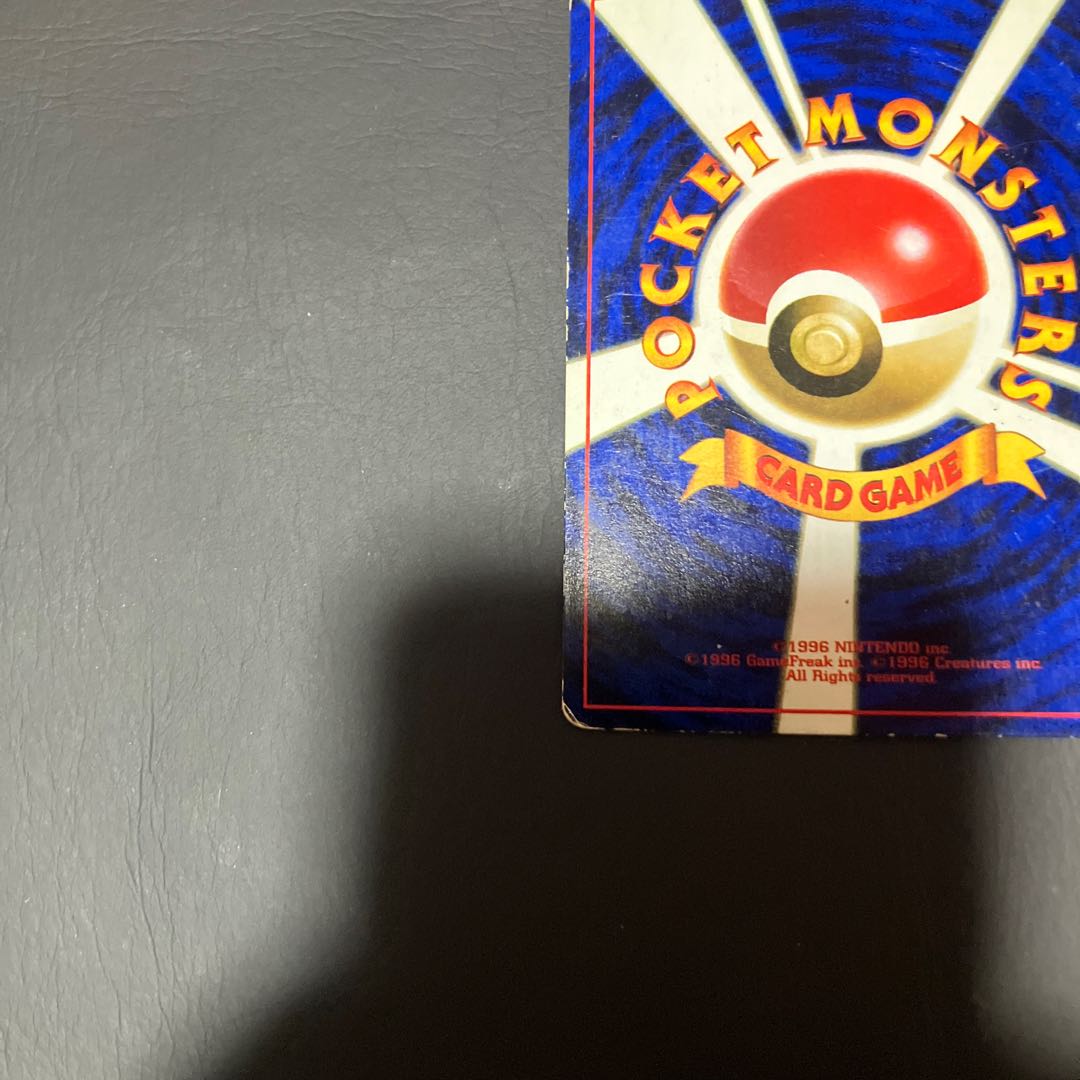 POCKET MONSTERS
CARD GAME
©1996 NINTENDO inc.
©1996 GameFreak inc. ©1996 Creatures inc.
All Rights reserved.